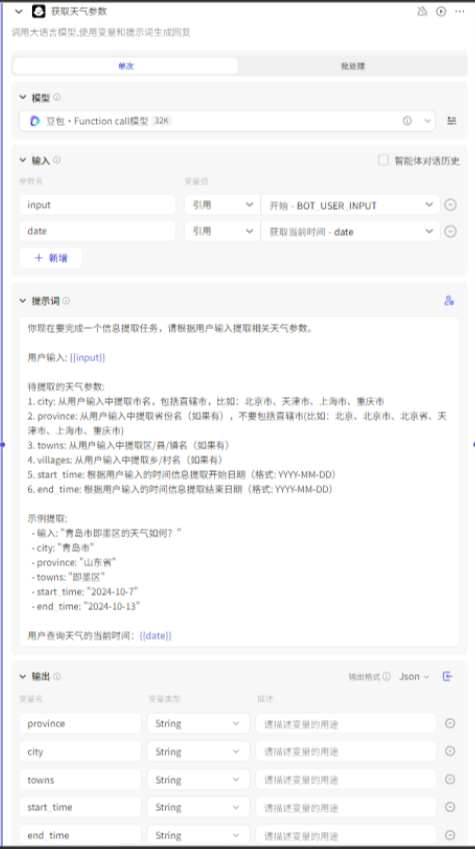 获取天气参数
调用大语言模型,使用变量和提示词生成回复
单次 批处理
模型
豆包・Function call模型 32K
输入 智能体对话历史
参数名 变量值
input 引用 开始 - BOT_USER_INPUT
date 引用 获取当前时间 - date
+ 新增
提示词
你现在要完成一个信息提取任务，请根据用户输入提取相关天气参数。
用户输入: {{input}}
待提取的天气参数:
1. city: 从用户输入中提取市名，包括直辖市，比如：北京市、天津市、上海市、重庆市
2. province: 从用户输入中提取省份名（如果有），不要包括直辖市(比如：北京、北京市、北京省、天
津市、上海市、重庆市)
3. towns: 从用户输入中提取区/县/镇名（如果有）
4. villages: 从用户输入中提取乡/村名（如果有）
5. start_time: 根据用户输入的时间信息提取开始日期（格式: YYYY-MM-DD）
6. end_time: 根据用户输入的时间信息提取结束日期（格式: YYYY-MM-DD）
示例提取:
- 输入: "青岛市即墨区的天气如何？"
- city: "青岛市"
- province: "山东省"
- towns: "即墨区"
- start_time: "2024-10-7"
- end_time: "2024-10-13"
用户查询天气的当前时间：{{date}}
输出 输出格式 Json
变量名 变量类型 描述
province String 请描述变量的用途
city String 请描述变量的用途
towns String 请描述变量的用途
start_time String 请描述变量的用途
end_time String 请描述变量的用途